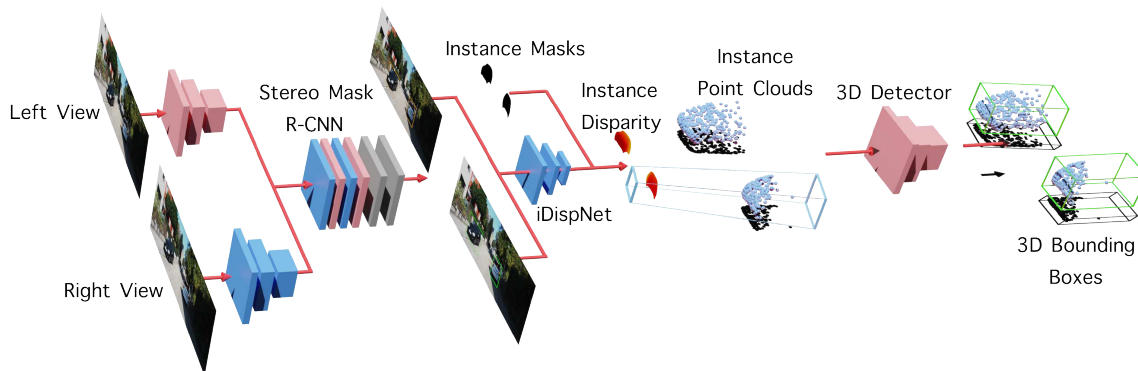 Left View
Right View
Stereo Mask
R-CNN
Instance Masks
iDispNet
Instance
Disparity
Instance
Point Clouds
3D Detector
3D Bounding
Boxes